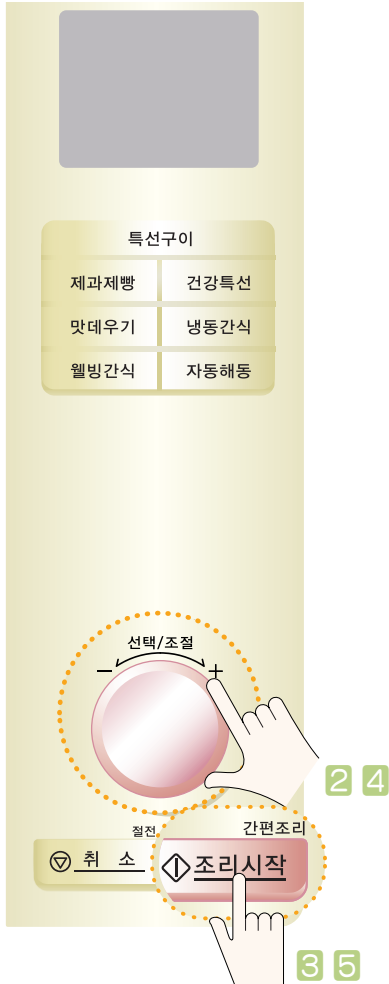 특선구이
제과제빵 건강특선
맛데우기 냉동간식
웰빙간식 자동해동
선택/조절
− +
2 4
절전 간편조리
취 소 조리시작
3 5